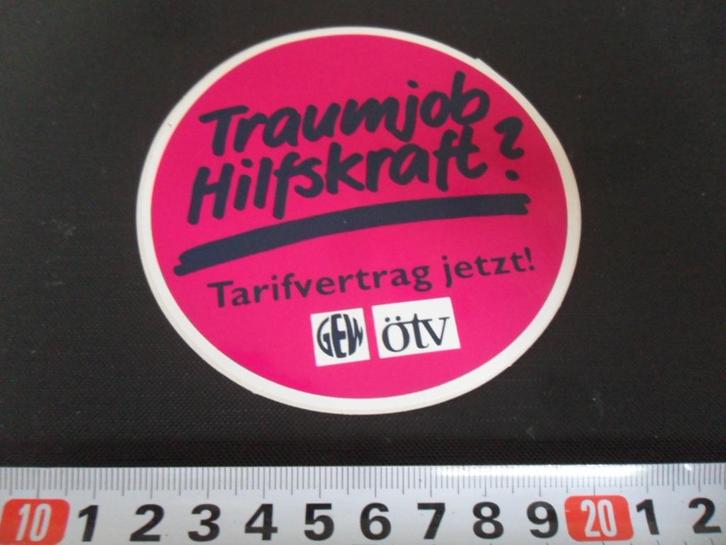 Traumjob
Hilfskraft?
Tarifvertrag jetzt!
GEW ötv
10 1 2 3 4 5 6 7 8 9 20 1 2